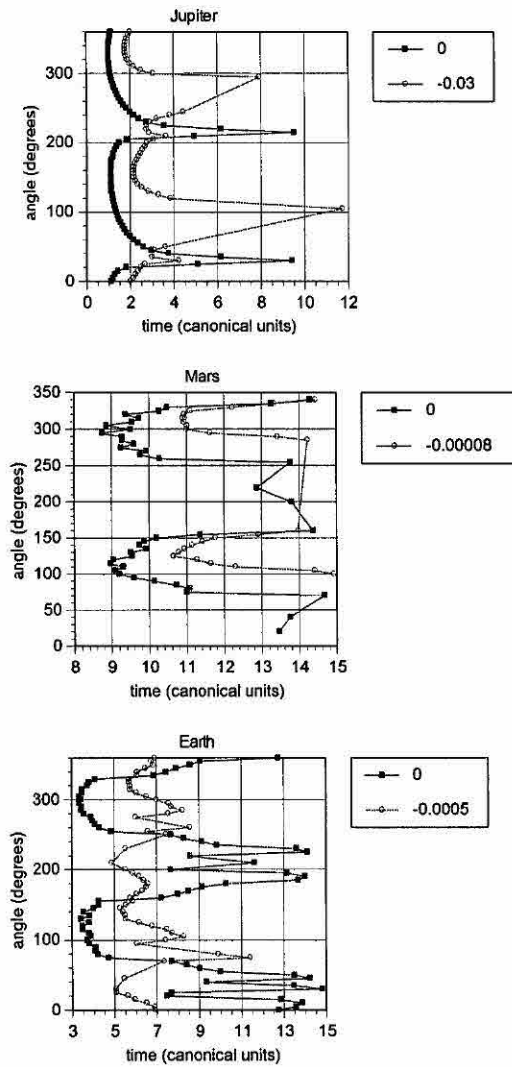 Jupiter
300
200
100
0
angle (degrees)
0 2 4 6 8 10 12
time (canonical units)
0
-0.03
Mars
350
300
250
200
150
100
50
0
angle (degrees)
8 9 10 11 12 13 14 15
time (canonical units)
0
-0.00008
Earth
300
200
100
0
angle (degrees)
3 5 7 9 11 13 15
time (canonical units)
0
-0.0005